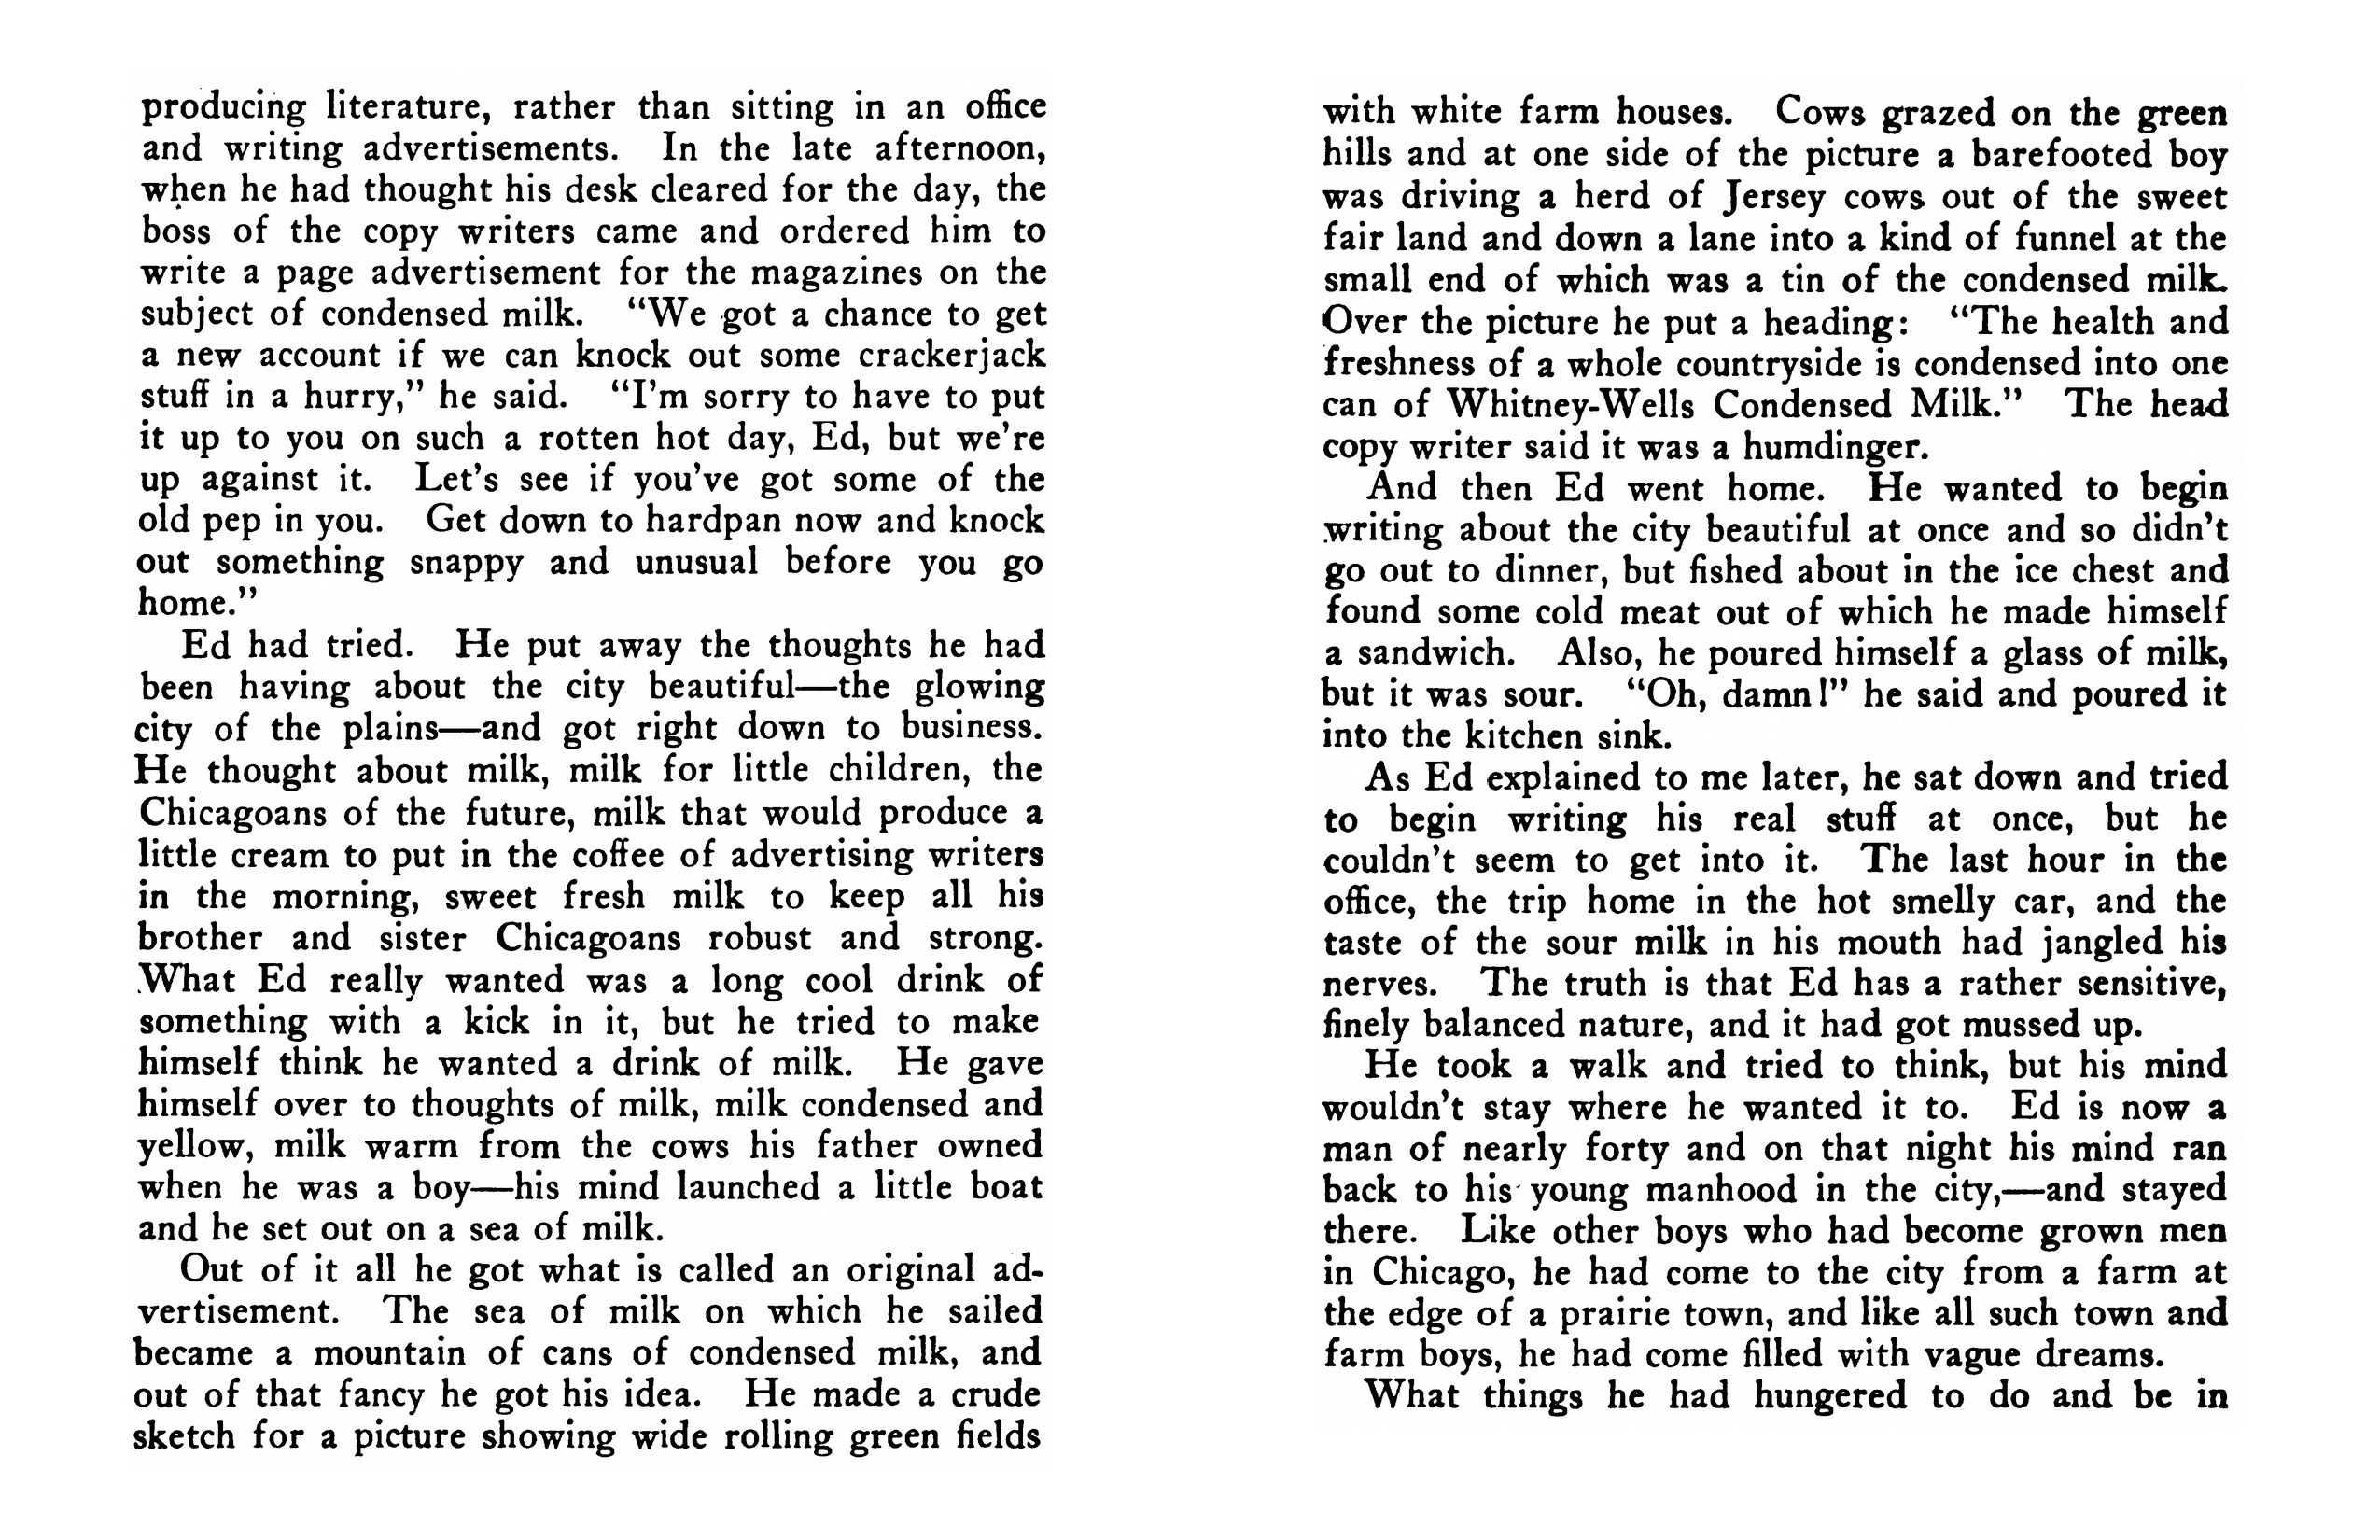 producing literature, rather than sitting in an office
and writing advertisements. In the late afternoon,
when he had thought his desk cleared for the day, the
boss of the copy writers came and ordered him to
write a page advertisement for the magazines on the
subject of condensed milk. “We got a chance to get
a new account if we can knock out some crackerjack
stuff in a hurry,” he said. “I'm sorry to have to put
it up to you on such a rotten hot day, Ed, but we're
up against it. Let's see if you've got some of the
old pep in you. Get down to hardpan now and knock
out something snappy and unusual before you go
home.”
Ed had tried. He put away the thoughts he had
been having about the city beautiful—the glowing
city of the plains—and got right down to business.
He thought about milk, milk for little children, the
Chicagoans of the future, milk that would produce a
little cream to put in the coffee of advertising writers
in the morning, sweet fresh milk to keep all his
brother and sister Chicagoans robust and strong.
What Ed really wanted was a long cool drink of
something with a kick in it, but he tried to make
himself think he wanted a drink of milk. He gave
himself over to thoughts of milk, milk condensed and
yellow, milk warm from the cows his father owned
when he was a boy—his mind launched a little boat
and he set out on a sea of milk.
Out of it all he got what is called an original ad-
vertisement. The sea of milk on which he sailed
became a mountain of cans of condensed milk, and
out of that fancy he got his idea. He made a crude
sketch for a picture showing wide rolling green fields
with white farm houses. Cows grazed on the green
hills and at one side of the picture a barefooted boy
was driving a herd of Jersey cows out of the sweet
fair land and down a lane into a kind of funnel at the
small end of which was a tin of the condensed milk.
Over the picture he put a heading: “The health and
freshness of a whole countryside is condensed into one
can of Whitney-Wells Condensed Milk.” The head
copy writer said it was a humdinger.
And then Ed went home. He wanted to begin
writing about the city beautiful at once and so didn't
go out to dinner, but fished about in the ice chest and
found some cold meat out of which he made himself
a sandwich. Also, he poured himself a glass of milk,
but it was sour. “Oh, damn!” he said and poured it
into the kitchen sink.
As Ed explained to me later, he sat down and tried
to begin writing his real stuff at once, but he
couldn't seem to get into it. The last hour in the
office, the trip home in the hot smelly car, and the
taste of the sour milk in his mouth had jangled his
nerves. The truth is that Ed has a rather sensitive,
finely balanced nature, and it had got mussed up.
He took a walk and tried to think, but his mind
wouldn't stay where he wanted it to. Ed is now a
man of nearly forty and on that night his mind ran
back to his young manhood in the city,—and stayed
there. Like other boys who had become grown men
in Chicago, he had come to the city from a farm at
the edge of a prairie town, and like all such town and
farm boys, he had come filled with vague dreams.
What things he had hungered to do and be in